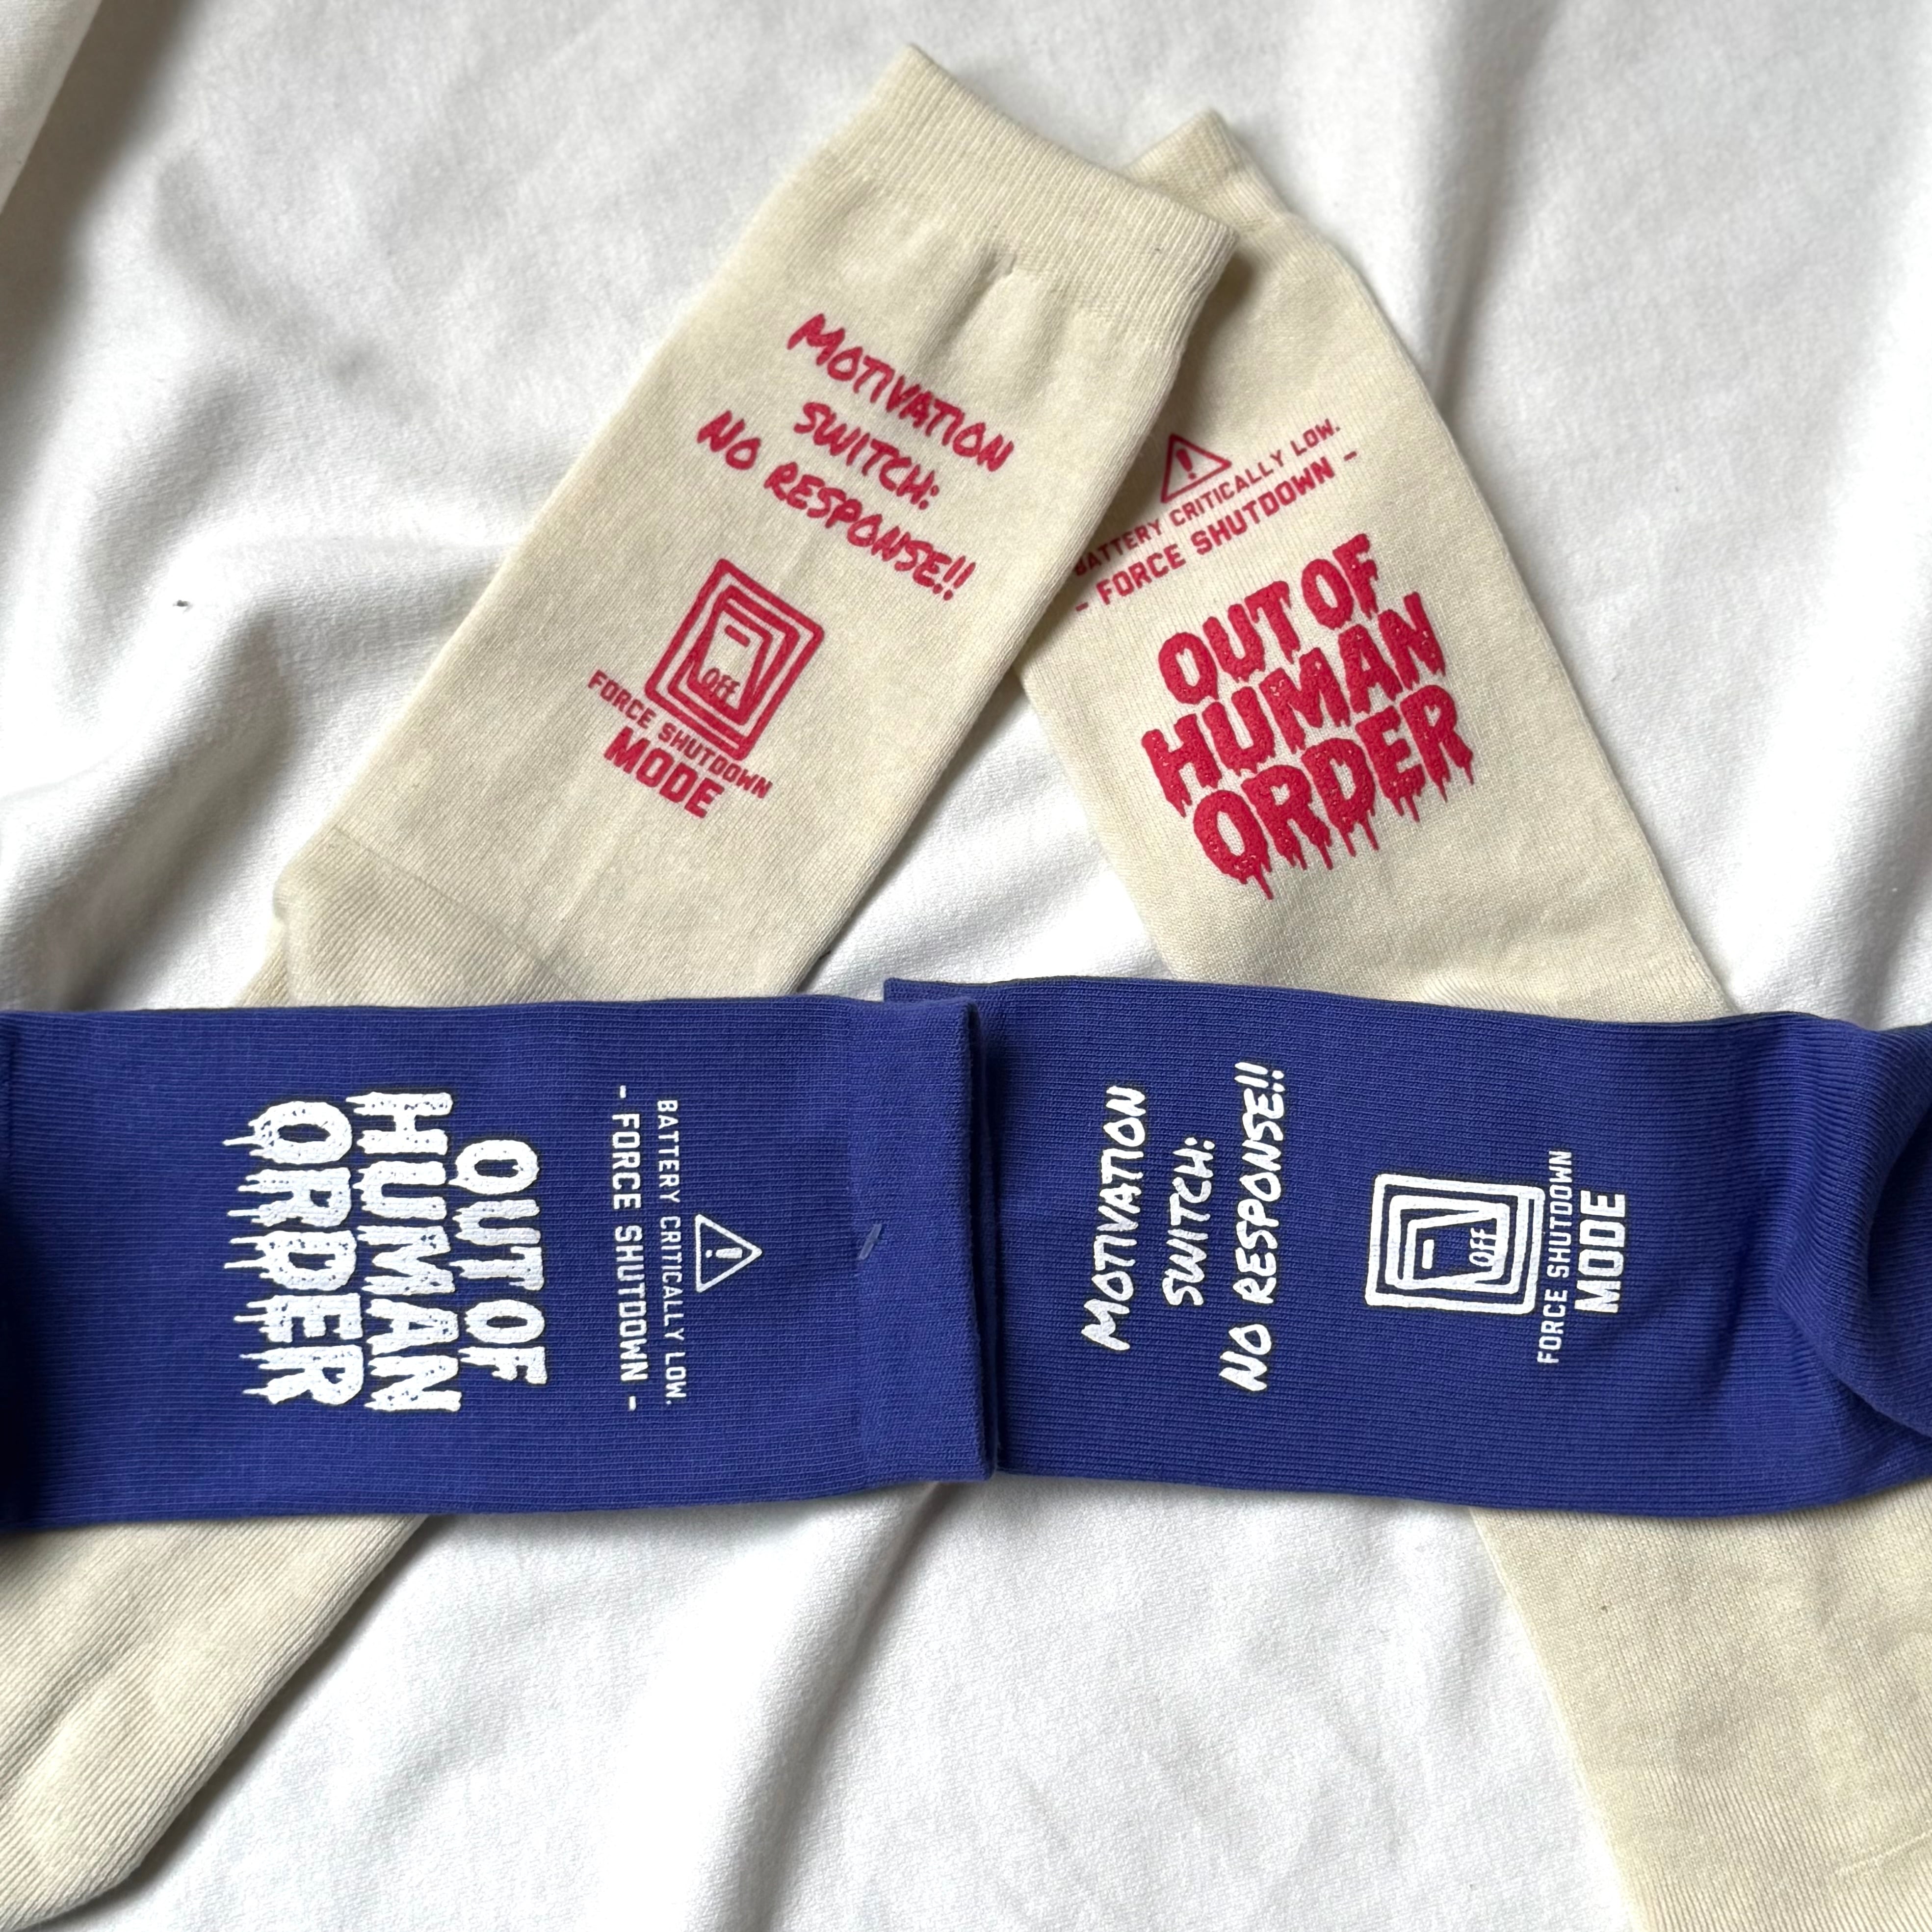 MOTIVATION
SWITCH:
NO RESPONSE!!
OFF
FORCE SHUTDOWN
MODE
BATTERY CRITICALLY LOW.
- FORCE SHUTDOWN -
OUT OF
HUMAN
ORDER
BATTERY CRITICALLY LOW.
- FORCE SHUTDOWN -
OUT OF
HUMAN
ORDER
MOTIVATION
SWITCH:
NO RESPONSE!!
OFF
FORCE SHUTDOWN
MODE